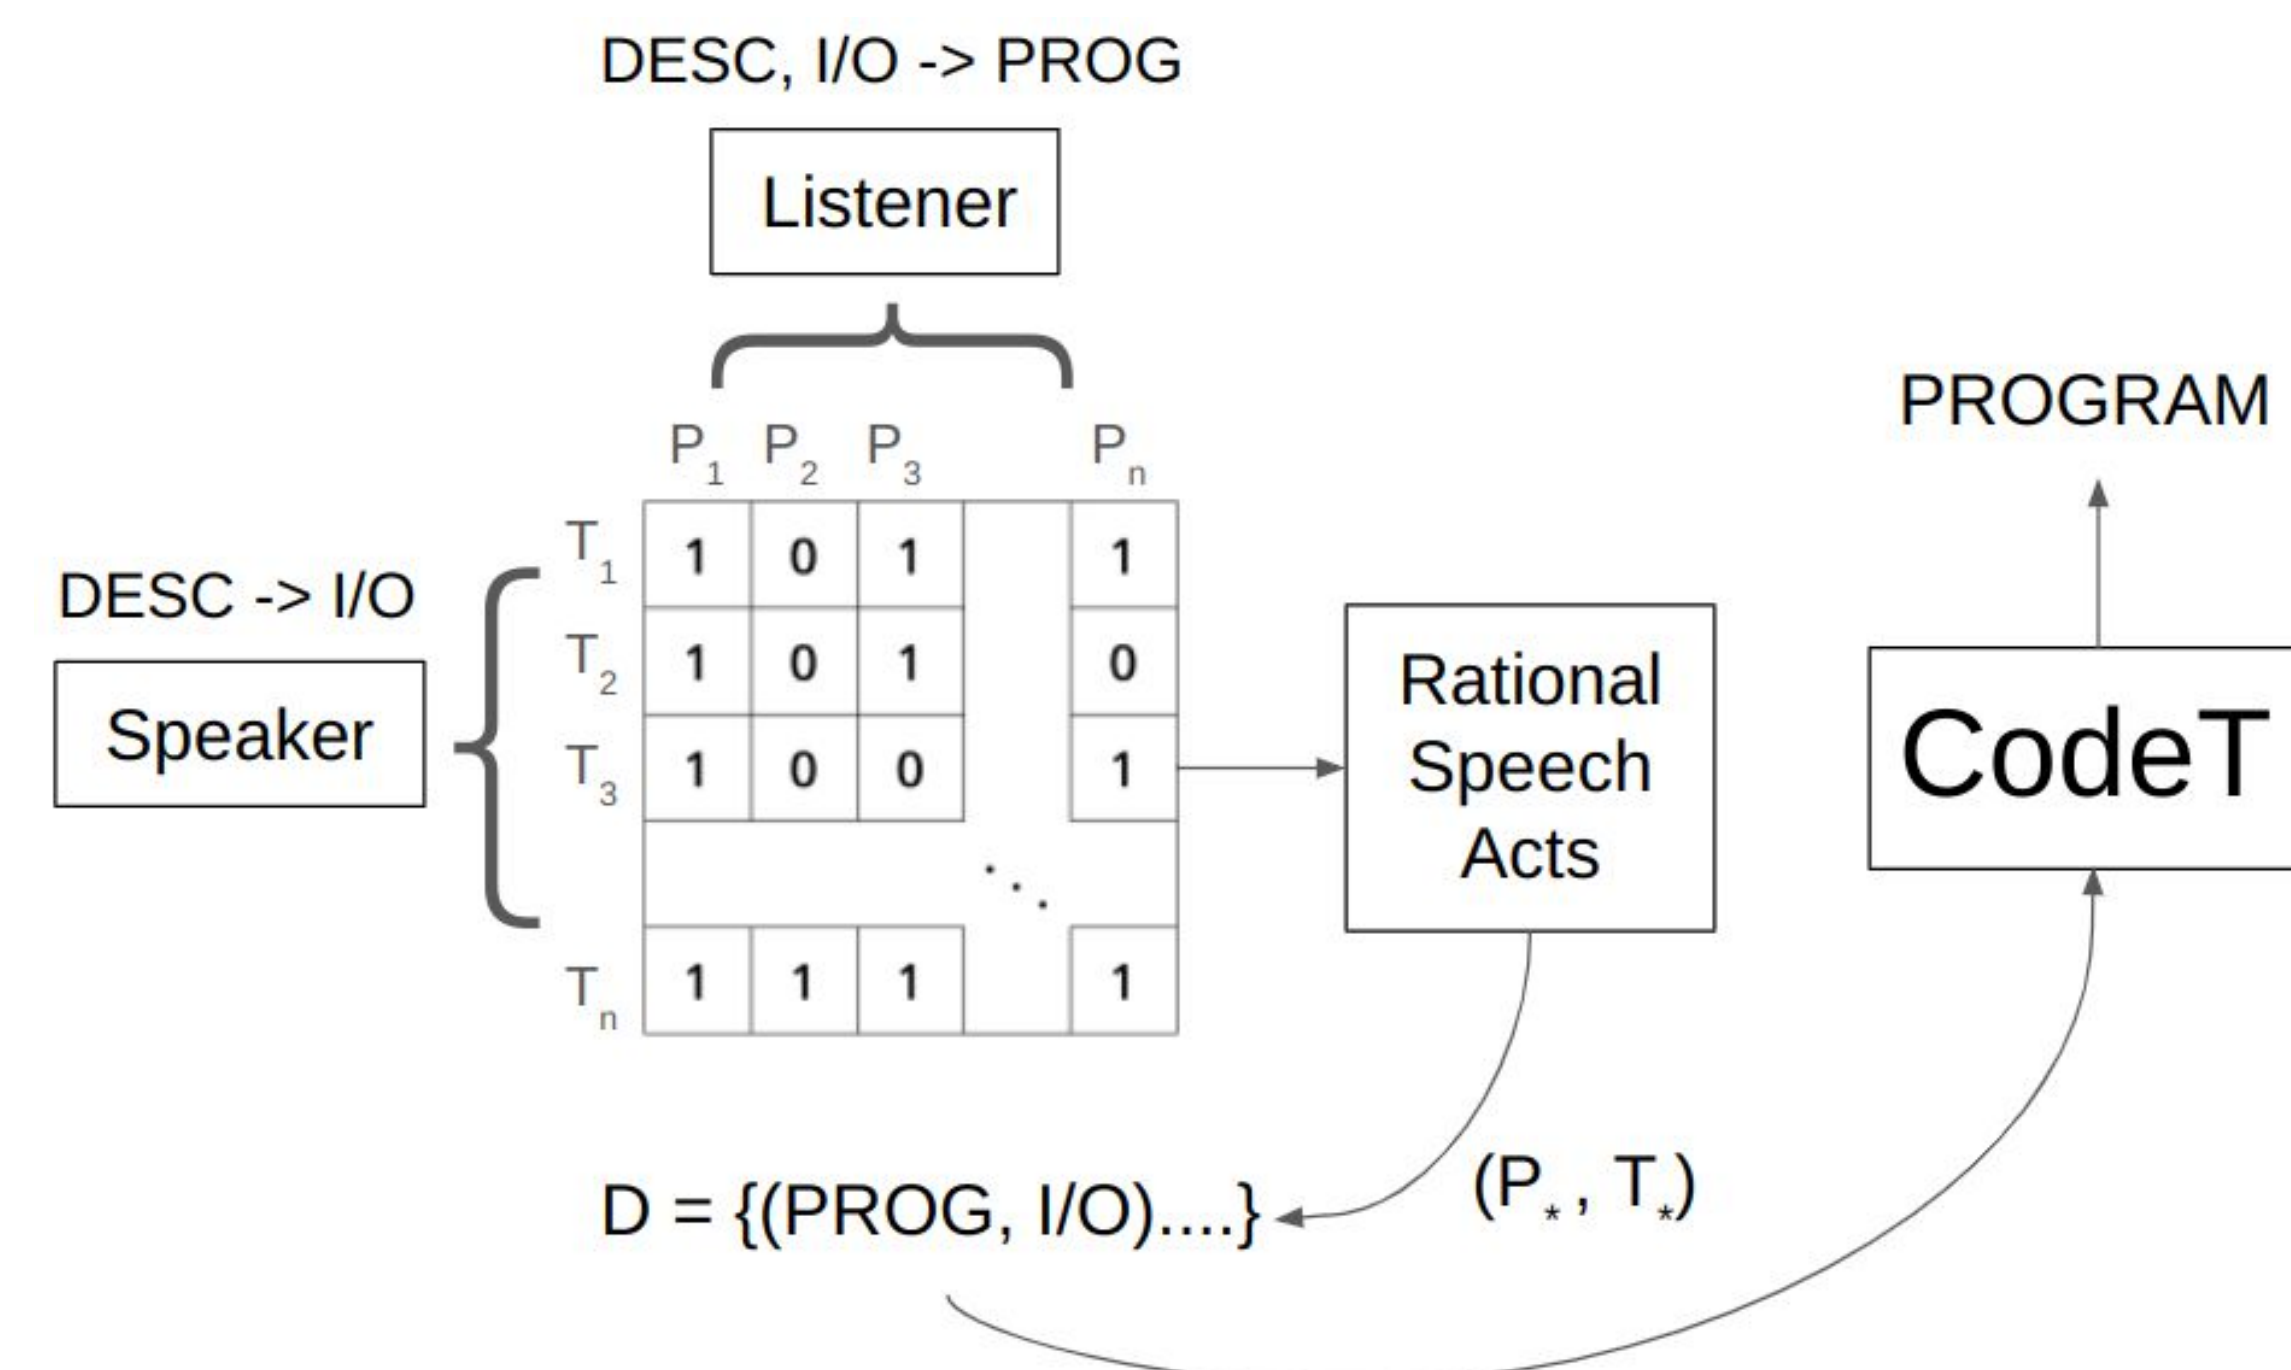 DESC, I/O -> PROG
Listener
P1 P2 P3 Pn
DESC -> I/O
Speaker
T1 1 0 1 1
T2 1 0 1 0
T3 1 0 0 1
Tn 1 1 1 1
Rational
Speech
Acts
PROGRAM
CodeT
(P*, T*)
D = {(PROG, I/O)....}